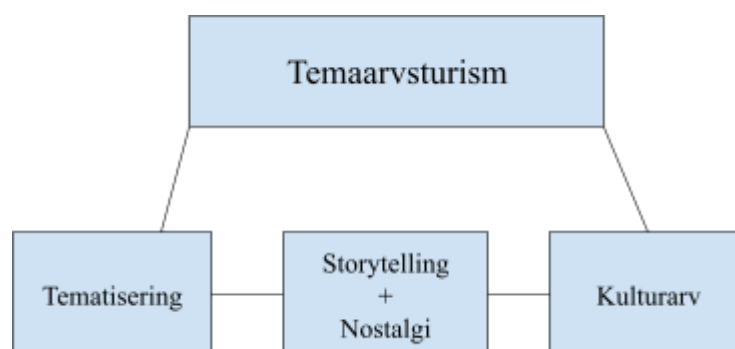 Temaarvsturism
Tematisering
Storytelling
+
Nostalgi
Kulturarv